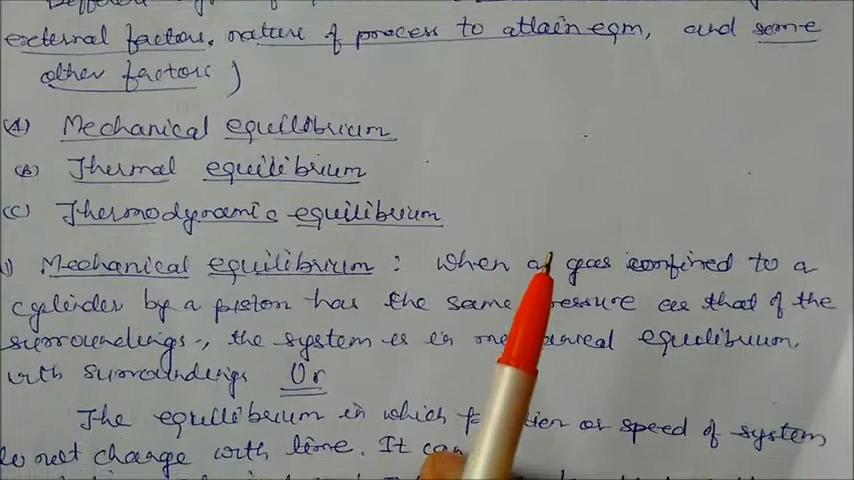 external factors, nature of process to attain eqm, and some
other factors)
(A) Mechanical equilibrium
(B) Thermal equilibrium
(C) Thermodynamic equilibrium
) Mechanical equilibrium : when a gas confined to a
cylinder by a piston has the same pressure as that of the
surroundings, the system is in mechanical equilibrium
with surroundings Or
The equilibrium in which position or speed of system
do not change with time. It can